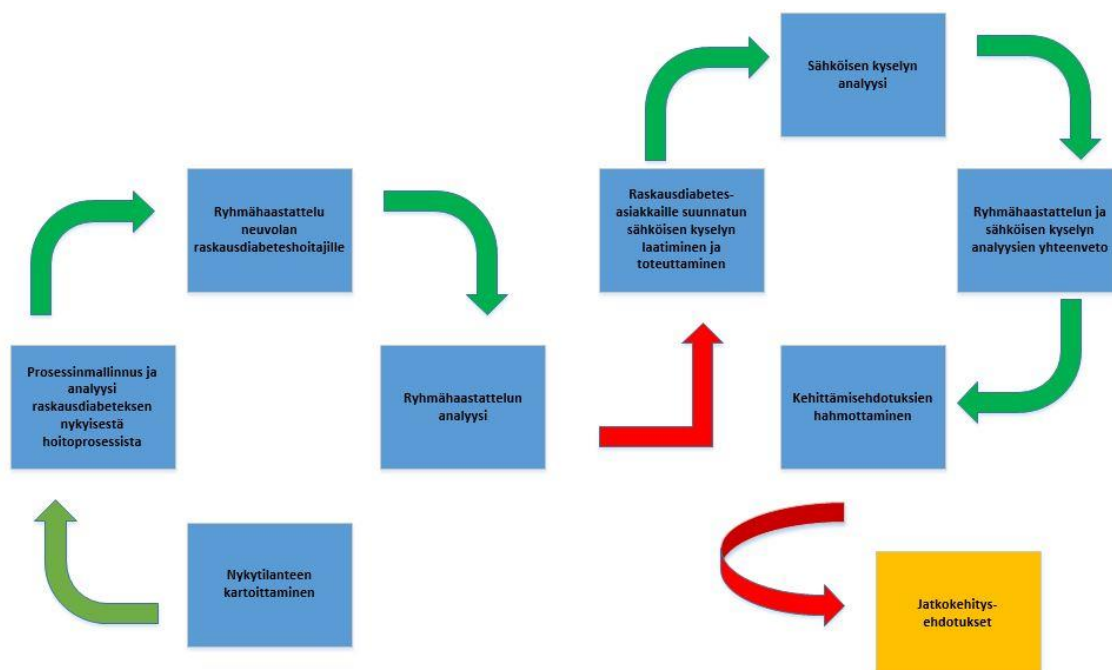 Sähköisen kyselyn
analyysi
Ryhmähaastattelu
neuvolan
raskausdiabeteshoitajille
Raskausdiabetes-
asiakkaille suunnatun
sähköisen kyselyn
laatiminen ja
toteuttaminen
Ryhmähaastattelun ja
sähköisen kyselyn
analyysien yhteenveto
Prosessinmallinnus ja
analyysi
raskausdiabeteksen
nykyisestä
hoitoprosessista
Ryhmähaastattelun
analyysi
Kehittämisehdotuksien
hahmottaminen
Nykytilanteen
kartoittaminen
Jatkokehitys-
ehdotukset